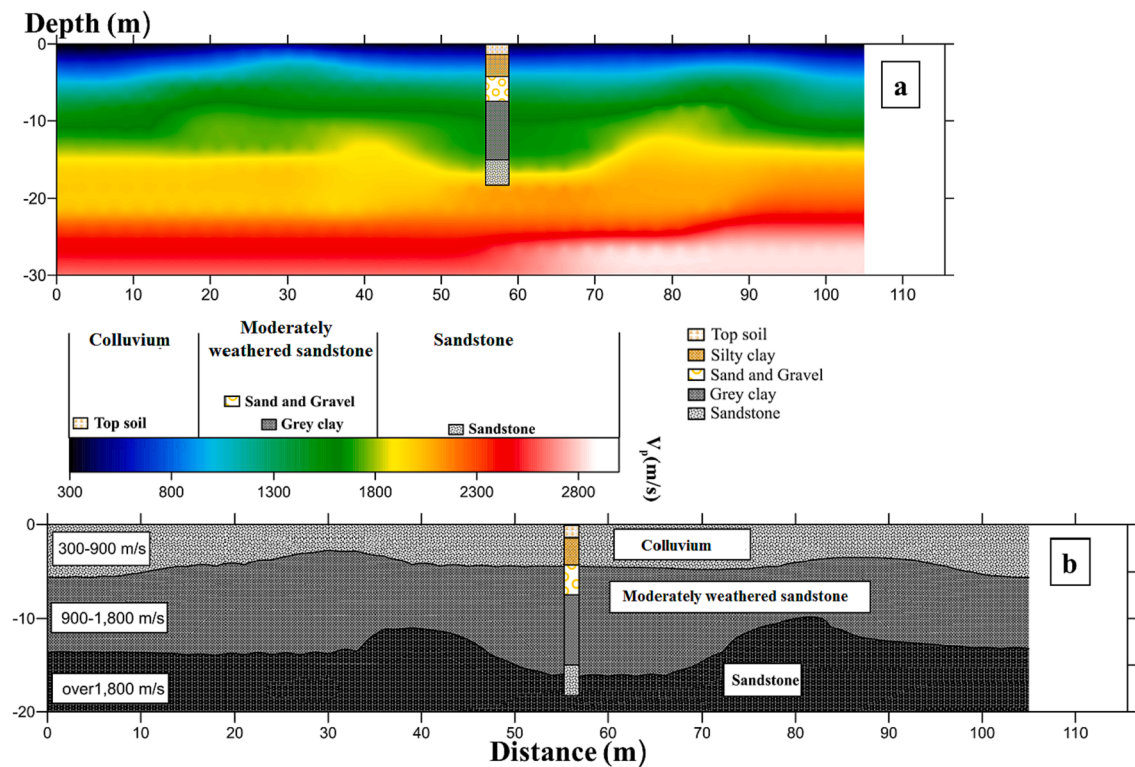 Depth (m)
0
-10
-20
-30
a
0 10 20 30 40 50 60 70 80 90 100 110
Colluvium
Moderately
weathered sandstone
Sandstone
Sand and Gravel
Top soil
Grey clay
Sandstone
300 800 1300 1800 2300 2800
Vp(m/s)
Top soil
Silty clay
Sand and Gravel
Grey clay
Sandstone
0
-10
-20
300-900 m/s
Colluvium
b
900-1,800 m/s
Moderately weathered sandstone
over1,800 m/s
Sandstone
0 10 20 30 40 50 60 70 80 90 100 110
Distance (m)